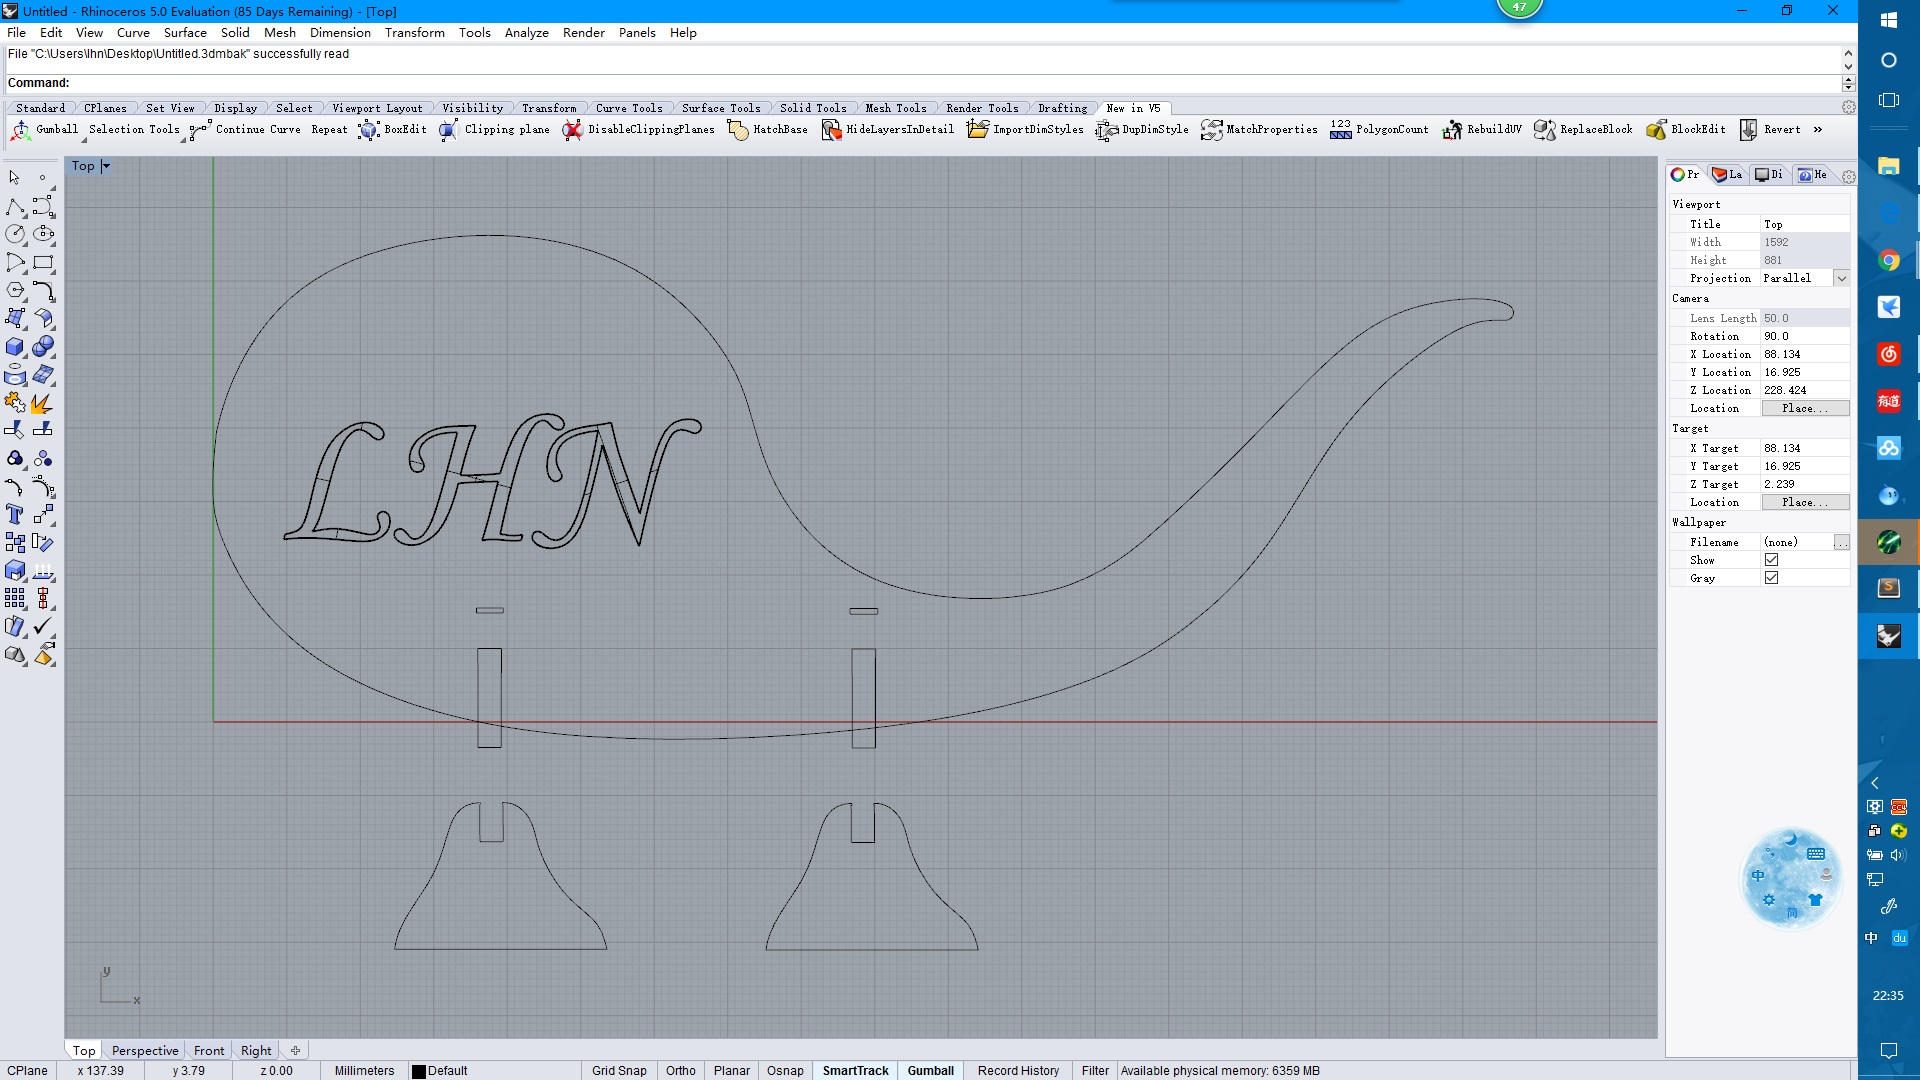 Untitled - Rhinoceros 5.0 Evaluation (85 Days Remaining) - [Top]
47
File Edit View Curve Surface Solid Mesh Dimension Transform Tools Analyze Render Panels Help
File "C:\Users\lhn\Desktop\Untitled.3dmbak" successfully read
Command:
Standard CPlanes Set View Display Select Viewport Layout Visibility Transform Curve Tools Surface Tools Solid Tools Mesh Tools Render Tools Drafting New in V5
Gumball Selection Tools Continue Curve Repeat BoxEdit Clipping plane DisableClippingPlanes HatchBase HideLayersInDetail ImportDimStyles DupDimStyle MatchProperties 123 PolygonCount RebuildUV ReplaceBlock BlockEdit Revert »
Top
Pr La Di He
Viewport
Title Top
Width 1592
Height 881
Projection Parallel
Camera
Lens Length 50.0
Rotation 90.0
X Location 88.134
Y Location 16.925
Z Location 228.424
Location Place...
Target
X Target 88.134
Y Target 16.925
Z Target 2.239
Location Place...
Wallpaper
Filename (none) ...
Show
Gray
LHN
y
x
有道
中
简
中 du
22:35
Top Perspective Front Right
CPlane x 137.39 y 3.79 z 0.00 Millimeters Default Grid Snap Ortho Planar Osnap SmartTrack Gumball Record History Filter Available physical memory: 6359 MB